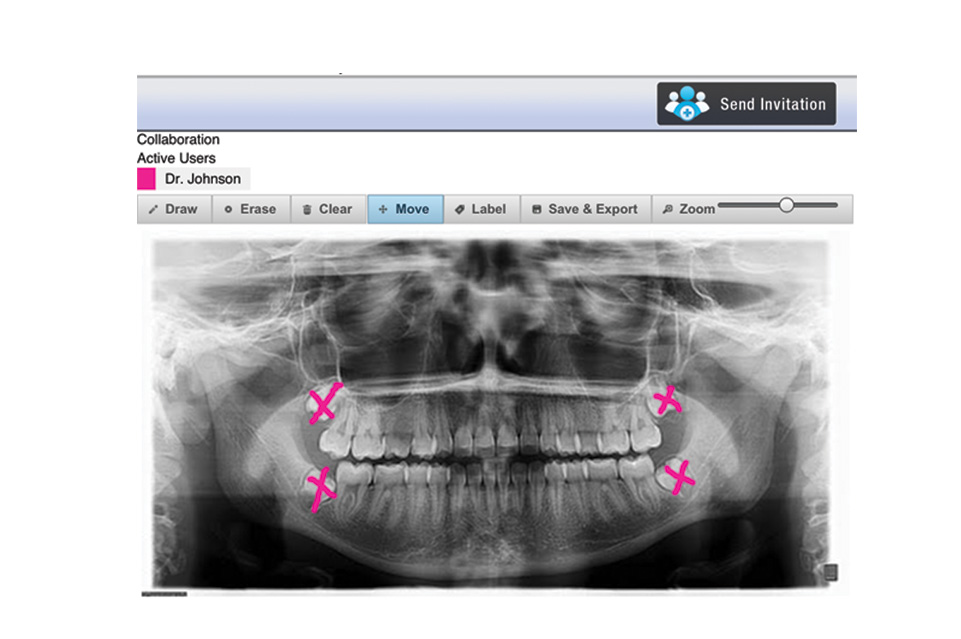 Send Invitation
Collaboration
Active Users
Dr. Johnson
Draw Erase Clear Move Label Save & Export Zoom